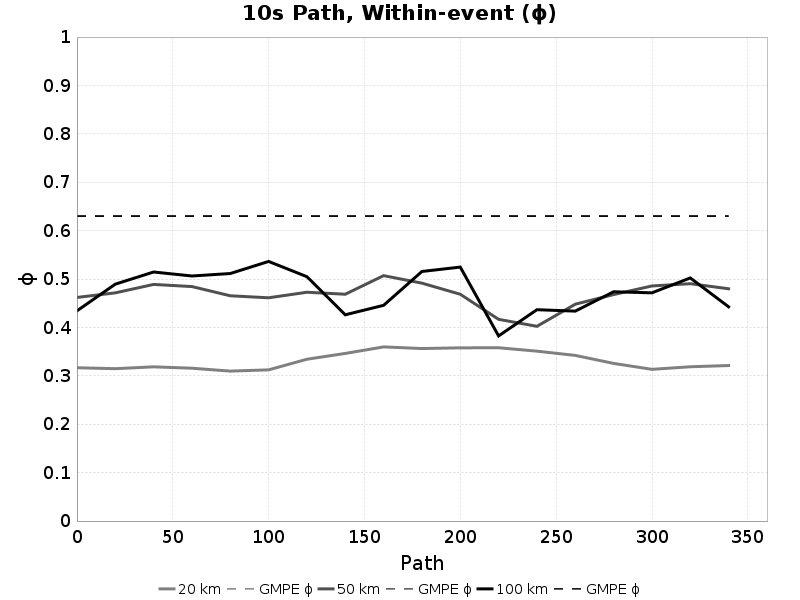 10s Path, Within-event (ϕ)
1
0.9
0.8
0.7
0.6
0.5
0.4
0.3
0.2
0.1
0
ϕ
0 50 100 150 200 250 300 350
Path
20 km GMPE ϕ 50 km GMPE ϕ 100 km GMPE ϕ